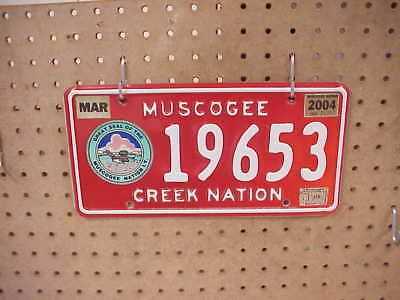 MAR
MUSCOGEE
2004
19653
GREAT SEAL OF THE
MUSCOGEE NATION I.T.
CREEK NATION